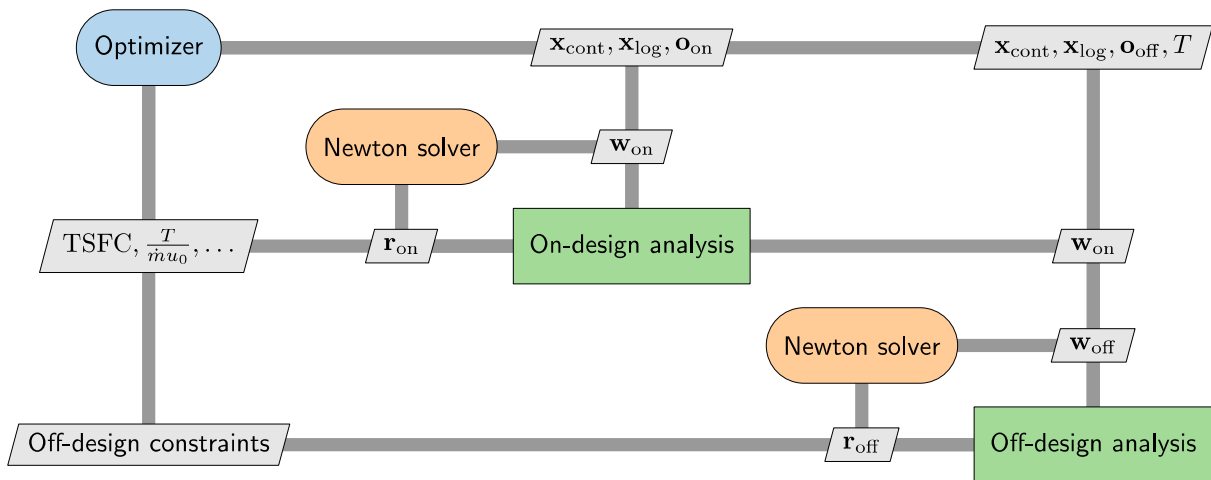 Optimizer
x_cont, x_log, o_on
x_cont, x_log, o_off, T
Newton solver
w_on
TSFC, T/(ṁu₀), …
r_on
On-design analysis
w_on
Newton solver
w_off
Off-design constraints
r_off
Off-design analysis